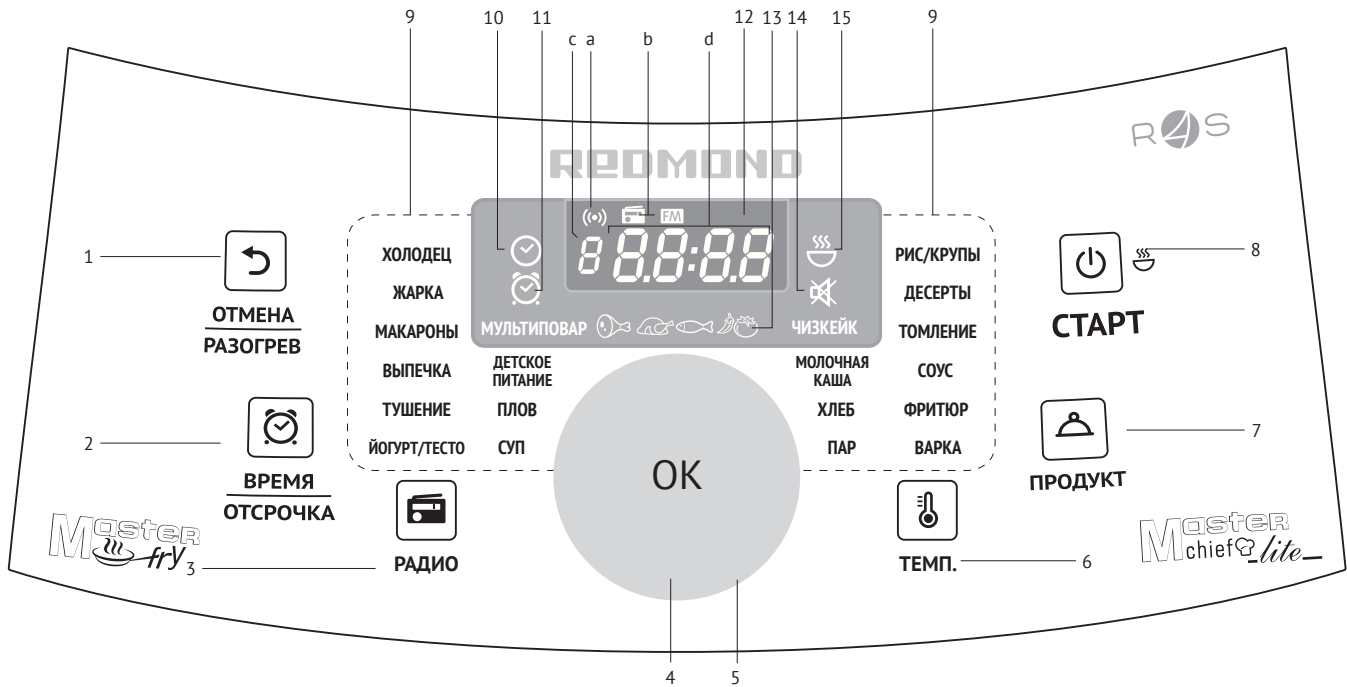 9 10 11 12 13 14 15 9
c a b d
R4S
REDMOND
FM
8 88:88
1
ОТМЕНА
РАЗОГРЕВ
2
ВРЕМЯ
ОТСРОЧКА
Master
fry
3
РАДИО
ХОЛОДЕЦ
ЖАРКА
МАКАРОНЫ
ВЫПЕЧКА
ТУШЕНИЕ
ЙОГУРТ/ТЕСТО
МУЛЬТИПОВАР
ДЕТСКОЕ
ПИТАНИЕ
ПЛОВ
СУП
OK
4 5
ЧИЗКЕЙК
МОЛОЧНАЯ
КАША
ХЛЕБ
ПАР
РИС/КРУПЫ
ДЕСЕРТЫ
ТОМЛЕНИЕ
СОУС
ФРИТЮР
ВАРКА
8
СТАРТ
7
ПРОДУКТ
ТЕМП.
6
Master
chief lite